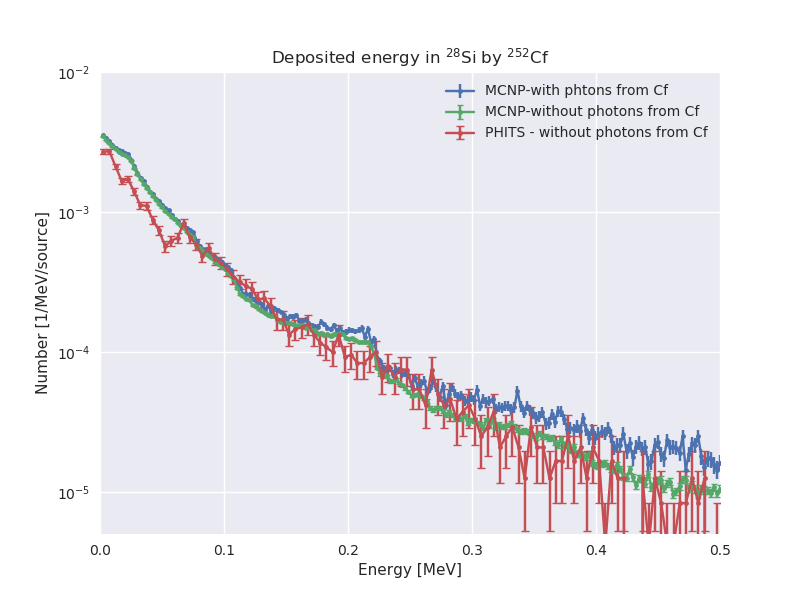 Deposited energy in ²⁸Si by ²⁵²Cf
MCNP-with phtons from Cf
MCNP-without photons from Cf
PHITS - without photons from Cf
Number [1/MeV/source]
10⁻²
10⁻³
10⁻⁴
10⁻⁵
0.0 0.1 0.2 0.3 0.4 0.5
Energy [MeV]